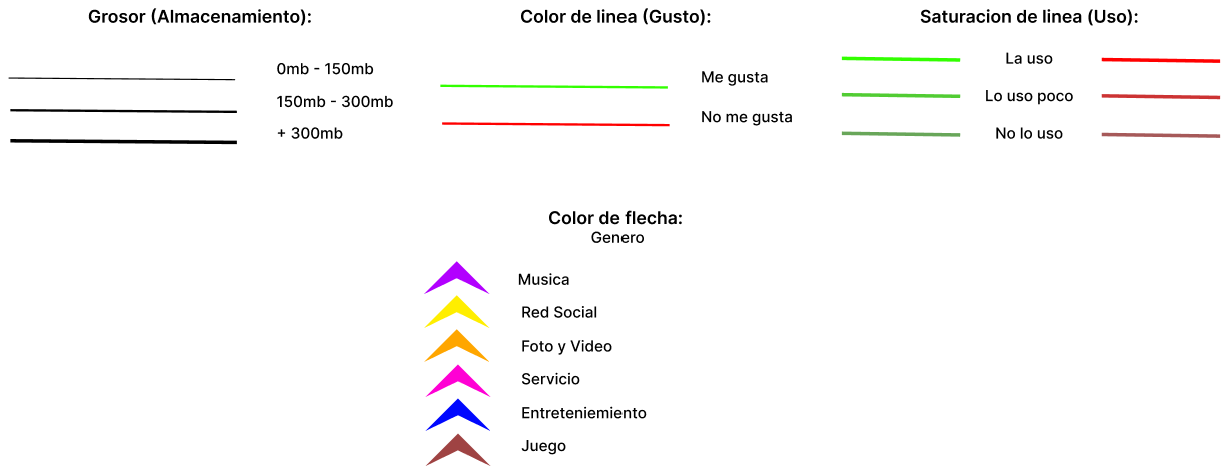 Grosor (Almacenamiento):
0mb - 150mb
150mb - 300mb
+ 300mb
Color de linea (Gusto):
Me gusta
No me gusta
Saturacion de linea (Uso):
La uso
Lo uso poco
No lo uso
Color de flecha:
Genero
Musica
Red Social
Foto y Video
Servicio
Entreteniemiento
Juego